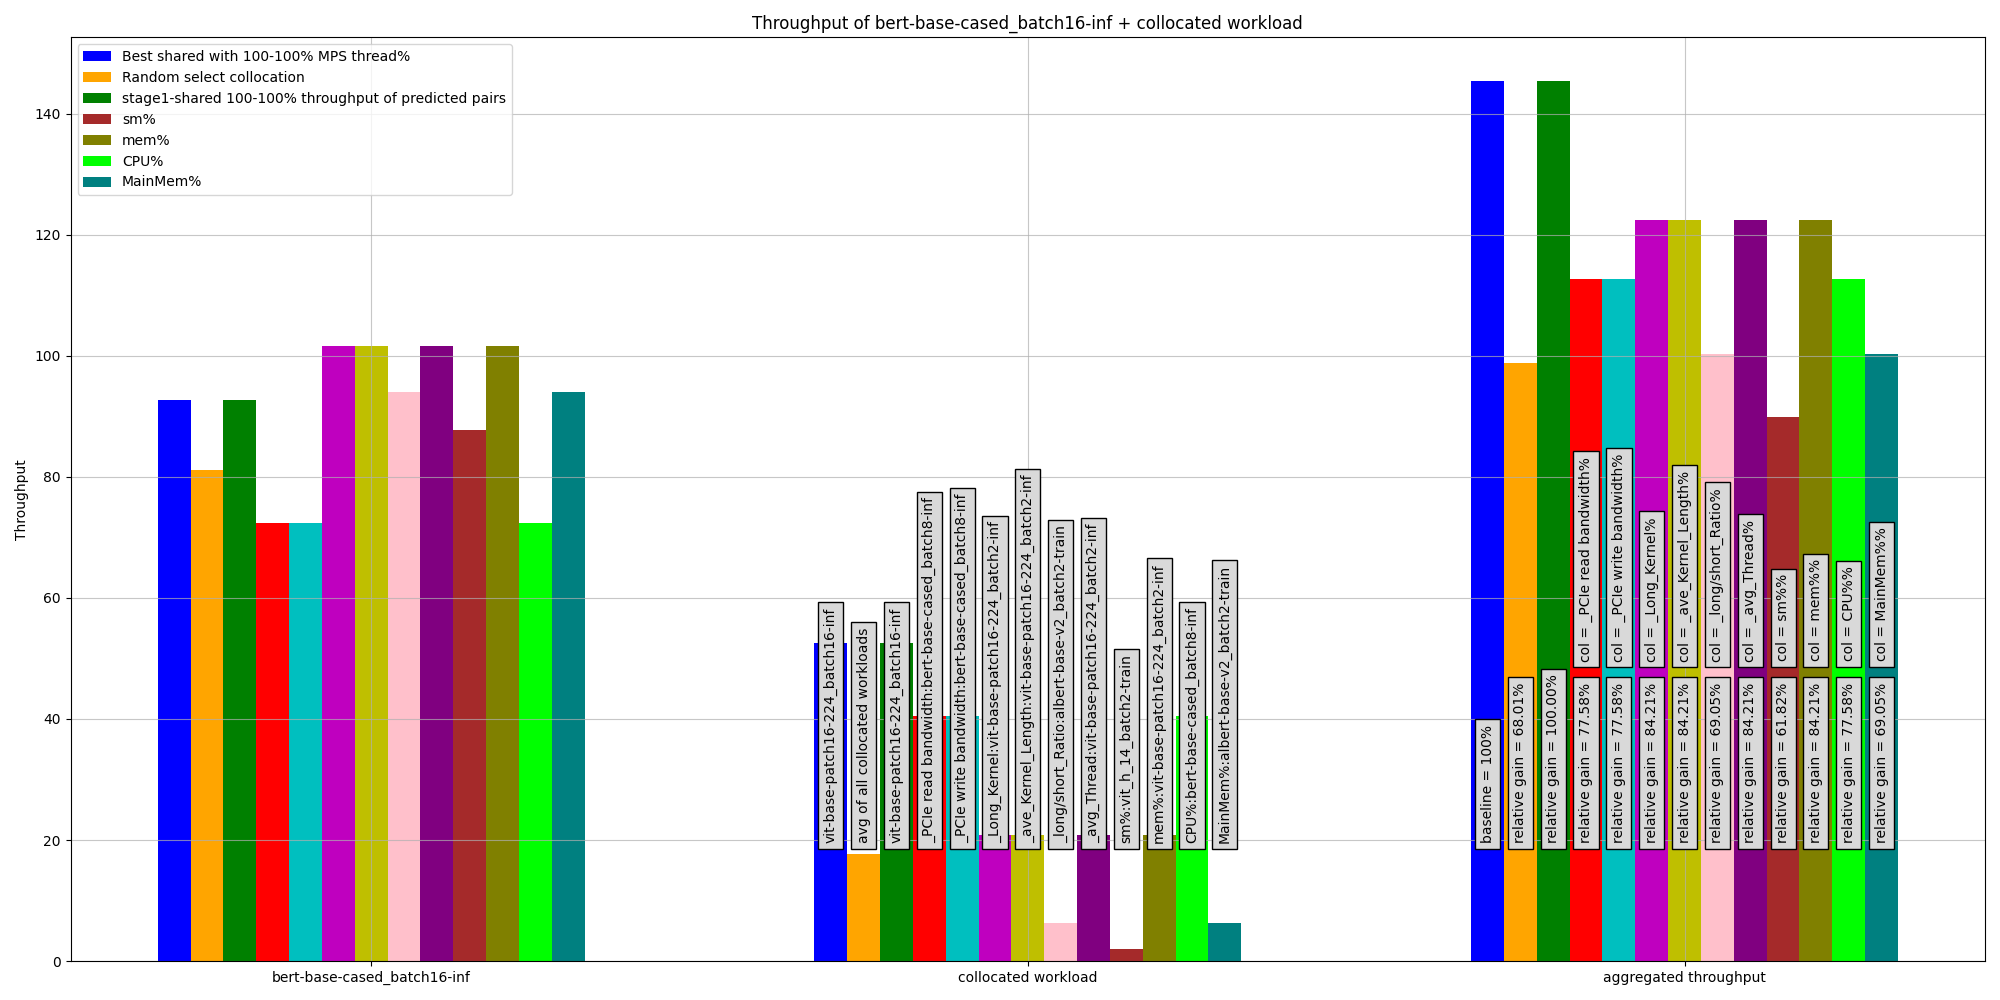 Throughput of bert-base-cased_batch16-inf + collocated workload
Best shared with 100-100% MPS thread%
Random select collocation
stage1-shared 100-100% throughput of predicted pairs
sm%
mem%
CPU%
MainMem%
Throughput
140
120
100
80
60
40
20
0
vit-base-patch16-224_batch16-inf
avg of all collocated workloads
vit-base-patch16-224_batch16-inf
_PCIe read bandwidth:bert-base-cased_batch8-inf
_PCIe write bandwidth:bert-base-cased_batch8-inf
_Long_Kernel:vit-base-patch16-224_batch2-inf
_ave_Kernel_Length:vit-base-patch16-224_batch2-inf
_long/short_Ratio:albert-base-v2_batch2-train
_avg_Thread:vit-base-patch16-224_batch2-inf
sm%:vit_h_14_batch2-train
mem%:vit-base-patch16-224_batch2-inf
CPU%:bert-base-cased_batch8-inf
MainMem%:albert-base-v2_batch2-train
col = _PCIe read bandwidth%
col = _PCIe write bandwidth%
col = _Long_Kernel%
col = _ave_Kernel_Length%
col = _long/short_Ratio%
col = _avg_Thread%
col = sm%%
col = mem%%
col = CPU%%
col = MainMem%%
baseline = 100%
relative gain = 68.01%
relative gain = 100.00%
relative gain = 77.58%
relative gain = 77.58%
relative gain = 84.21%
relative gain = 84.21%
relative gain = 69.05%
relative gain = 84.21%
relative gain = 61.82%
relative gain = 84.21%
relative gain = 77.58%
relative gain = 69.05%
bert-base-cased_batch16-inf
collocated workload
aggregated throughput